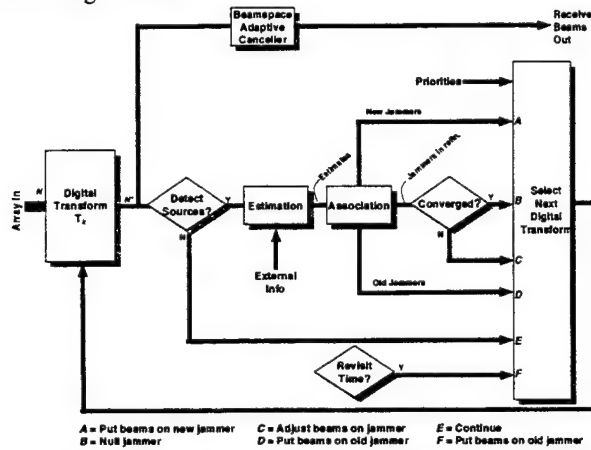 Beamspace
Adaptive
Canceller
Receive
Beams
Out
Priorities
New Jammers
A
Array In
N
Digital
Transform
T
N'
Detect
Sources?
Y
N
Estimation
Estimates
Association
Jammers in
Converged?
Y
N
B
Select
Next
Digital
Transform
C
External
Info
Old Jammers
D
E
Revisit
Time?
Y
F
A = Put beams on new jammer
B = Null jammer
C = Adjust beams on jammer
D = Put beams on old jammer
E = Continue
F = Put beams on old jammer